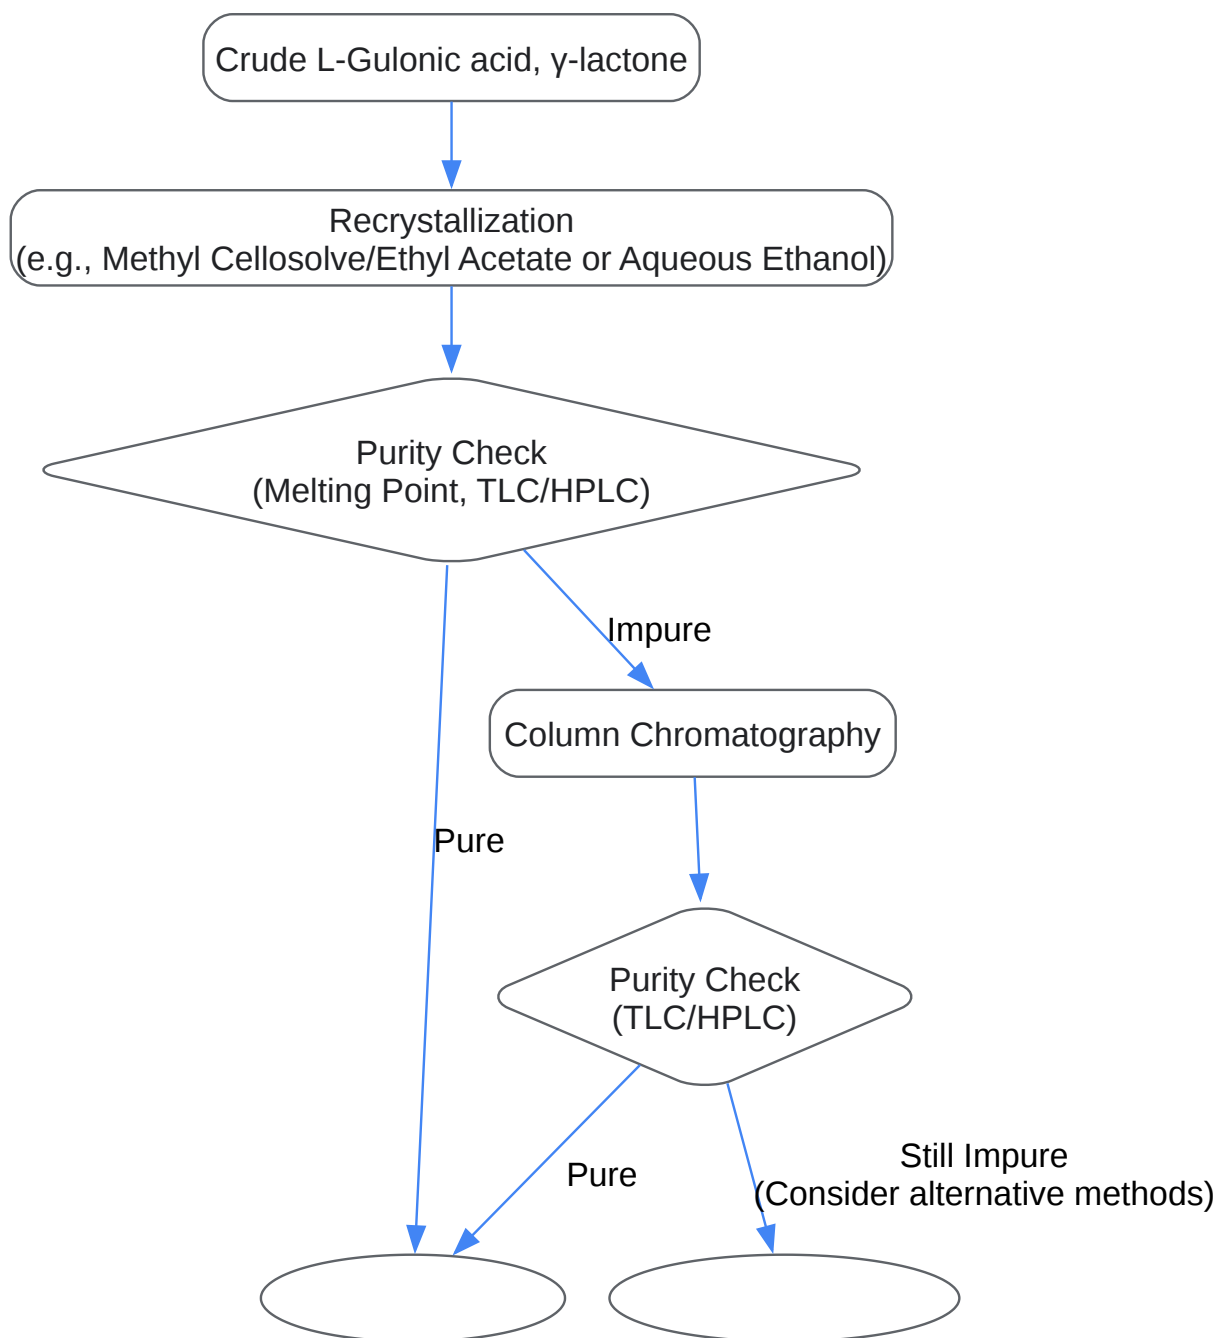 Crude L-Gulonic acid, γ-lactone
Recrystallization
(e.g., Methyl Cellosolve/Ethyl Acetate or Aqueous Ethanol)
Purity Check
(Melting Point, TLC/HPLC)
Impure
Column Chromatography
Pure
Purity Check
(TLC/HPLC)
Still Impure
(Consider alternative methods)
Pure